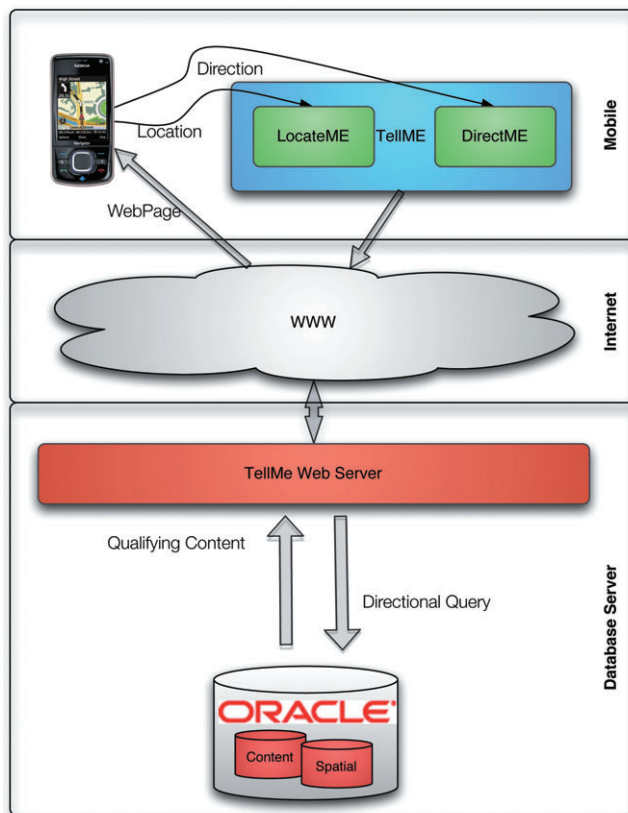 Direction
NOKIA
Location
LocateME
TellME
DirectME
Mobile
WebPage
WWW
Internet
TellMe Web Server
Qualifying Content
Directional Query
Database Server
ORACLE
Content
Spatial